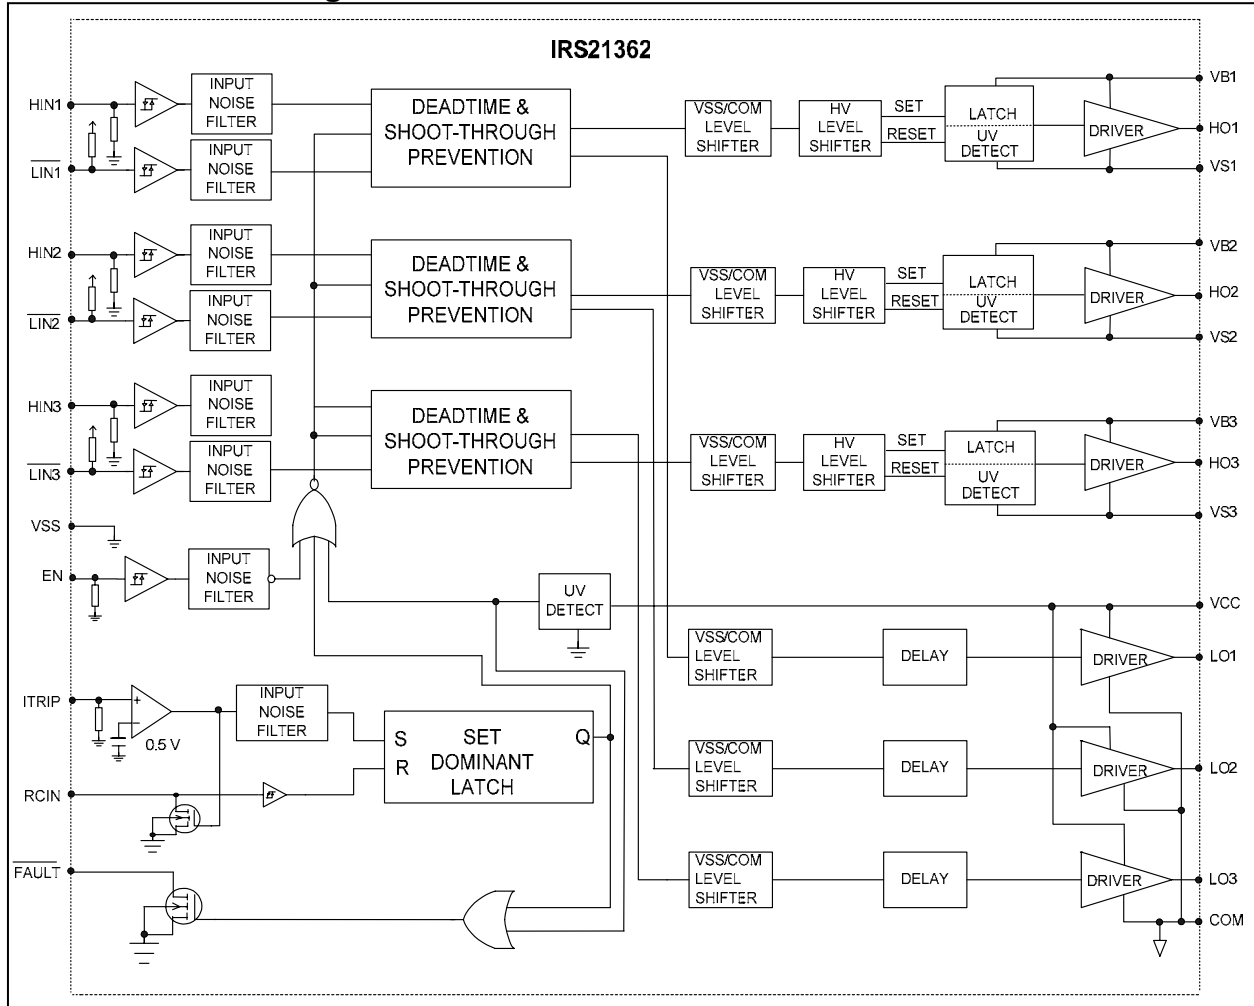 IRS21362
HIN1
INPUT
NOISE
FILTER
LIN1
INPUT
NOISE
FILTER
DEADTIME &
SHOOT-THROUGH
PREVENTION
VSS/COM
LEVEL
SHIFTER
HV
LEVEL
SHIFTER
SET
RESET
LATCH
UV
DETECT
DRIVER
VB1
HO1
VS1
HIN2
INPUT
NOISE
FILTER
LIN2
INPUT
NOISE
FILTER
DEADTIME &
SHOOT-THROUGH
PREVENTION
VSS/COM
LEVEL
SHIFTER
HV
LEVEL
SHIFTER
SET
RESET
LATCH
UV
DETECT
DRIVER
VB2
HO2
VS2
HIN3
INPUT
NOISE
FILTER
LIN3
INPUT
NOISE
FILTER
DEADTIME &
SHOOT-THROUGH
PREVENTION
VSS/COM
LEVEL
SHIFTER
HV
LEVEL
SHIFTER
SET
RESET
LATCH
UV
DETECT
DRIVER
VB3
HO3
VS3
VSS
EN
INPUT
NOISE
FILTER
UV
DETECT
VCC
VSS/COM
LEVEL
SHIFTER
DELAY
DRIVER
LO1
ITRIP
+
−
0.5 V
INPUT
NOISE
FILTER
S
R
SET
DOMINANT
LATCH
Q
VSS/COM
LEVEL
SHIFTER
DELAY
DRIVER
LO2
RCIN
FAULT
VSS/COM
LEVEL
SHIFTER
DELAY
DRIVER
LO3
COM